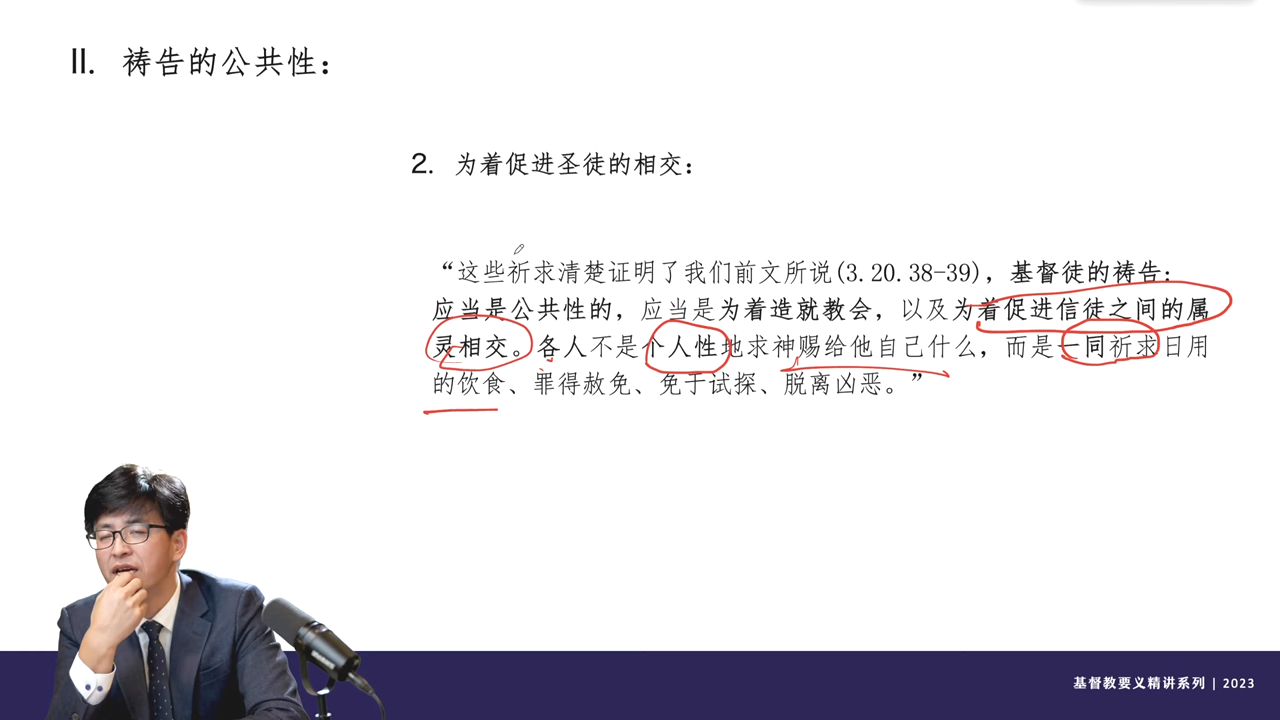 II. 祷告的公共性：
2. 为着促进圣徒的相交：
“这些祈求清楚证明了我们前文所说(3.20.38-39)，基督徒的祷告：
应当是公共性的，应当是为着造就教会，以及为着促进信徒之间的属
灵相交。各人不是个人性地求神赐给他自己什么，而是一同祈求日用
的饮食、罪得赦免、免于试探、脱离凶恶。”
基督教要义精讲系列 | 2023